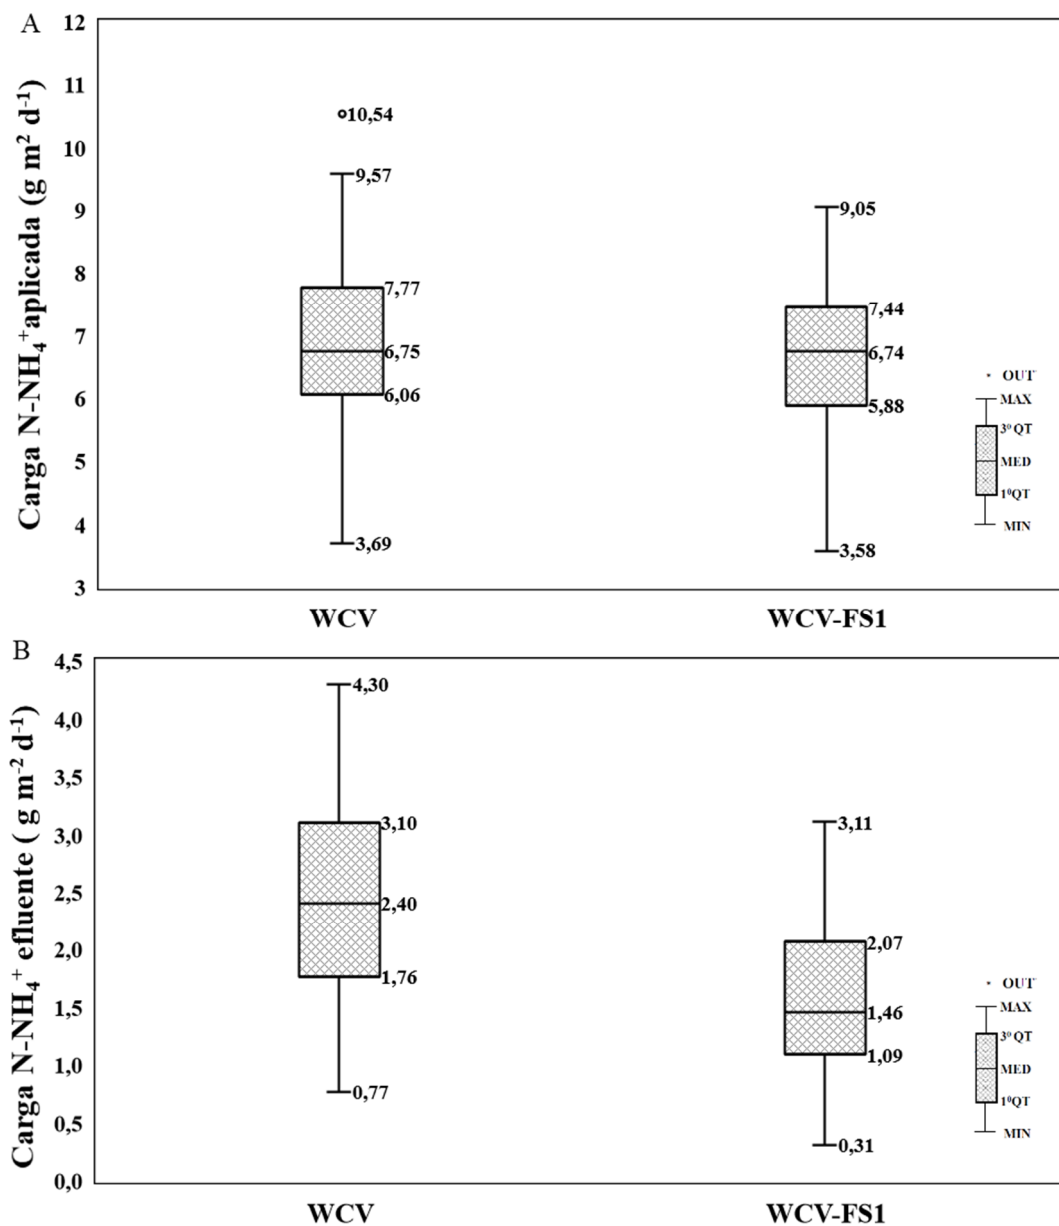 A
Carga N-NH₄⁺aplicada (g m² d⁻¹)
12
11
10
9
8
7
6
5
4
3
10,54
9,57
7,77
6,75
6,06
3,69
9,05
7,44
6,74
5,88
3,58
OUT
MAX
3º QT
MED
1ºQT
MIN
WCV
WCV-FS1
B
Carga N-NH₄⁺ efluente ( g m⁻² d⁻¹)
4,5
4,0
3,5
3,0
2,5
2,0
1,5
1,0
0,5
0,0
4,30
3,10
2,40
1,76
0,77
3,11
2,07
1,46
1,09
0,31
OUT
MAX
3º QT
MED
1ºQT
MIN
WCV
WCV-FS1